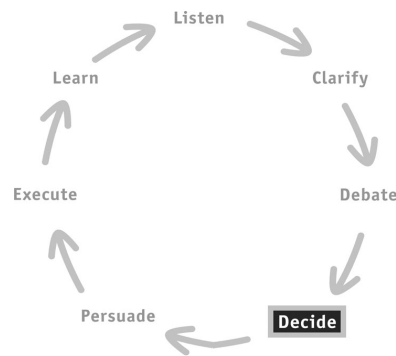 Listen
Clarify
Debate
Decide
Persuade
Execute
Learn